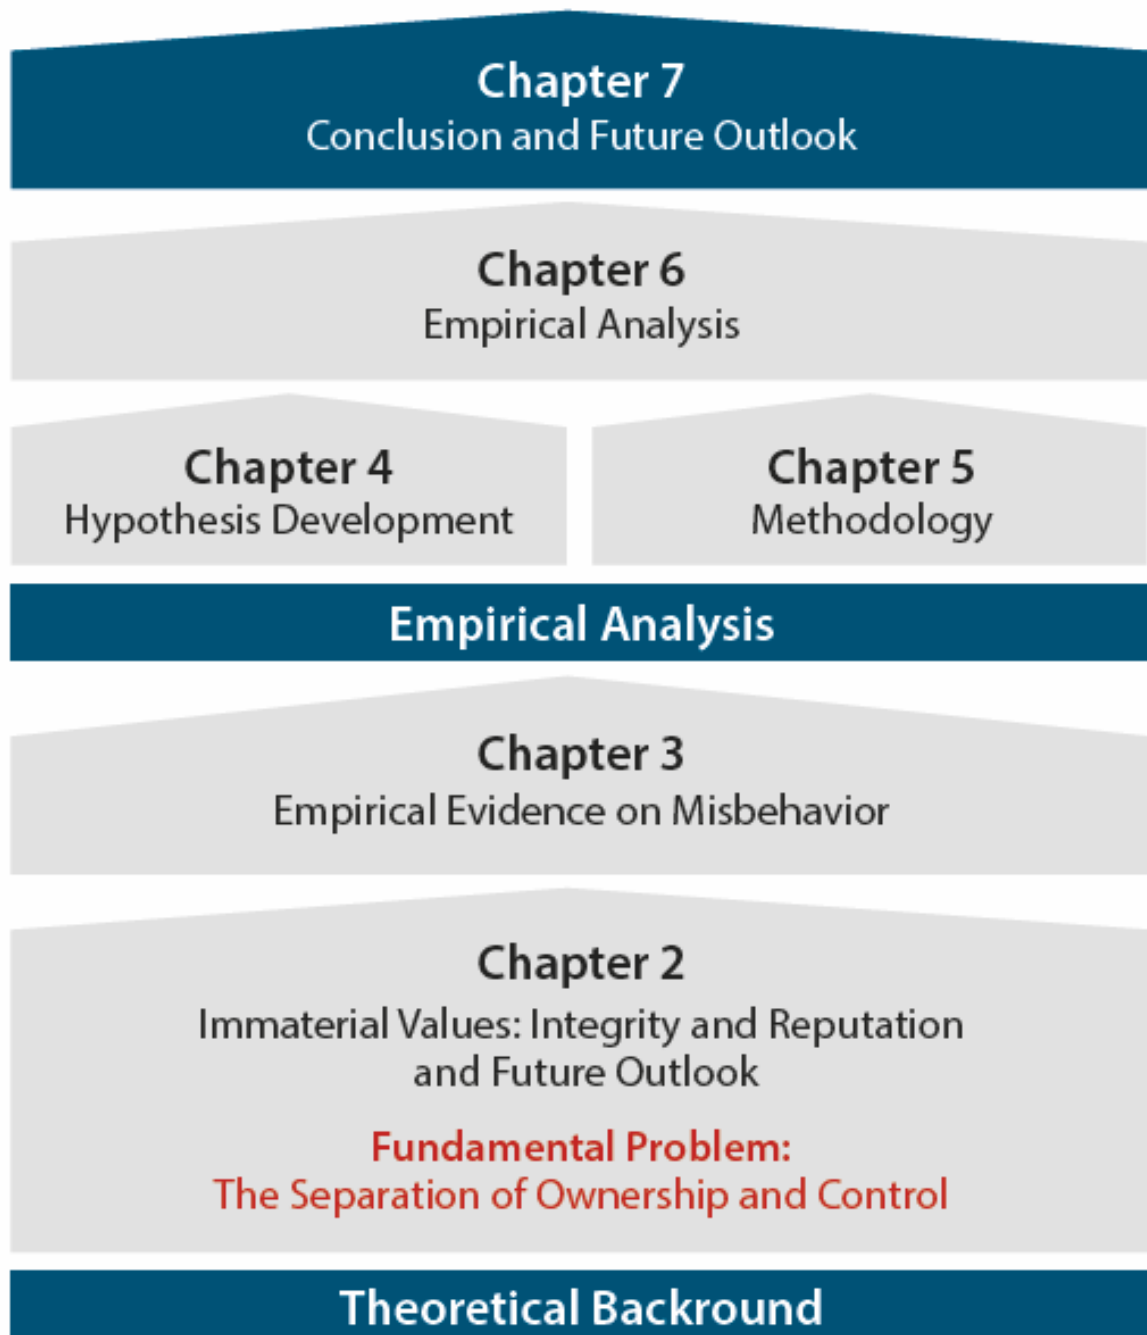 Chapter 7
Conclusion and Future Outlook
Chapter 6
Empirical Analysis
Chapter 4
Hypothesis Development
Chapter 5
Methodology
Empirical Analysis
Chapter 3
Empirical Evidence on Misbehavior
Chapter 2
Immaterial Values: Integrity and Reputation
and Future Outlook
Fundamental Problem:
The Separation of Ownership and Control
Theoretical Backround